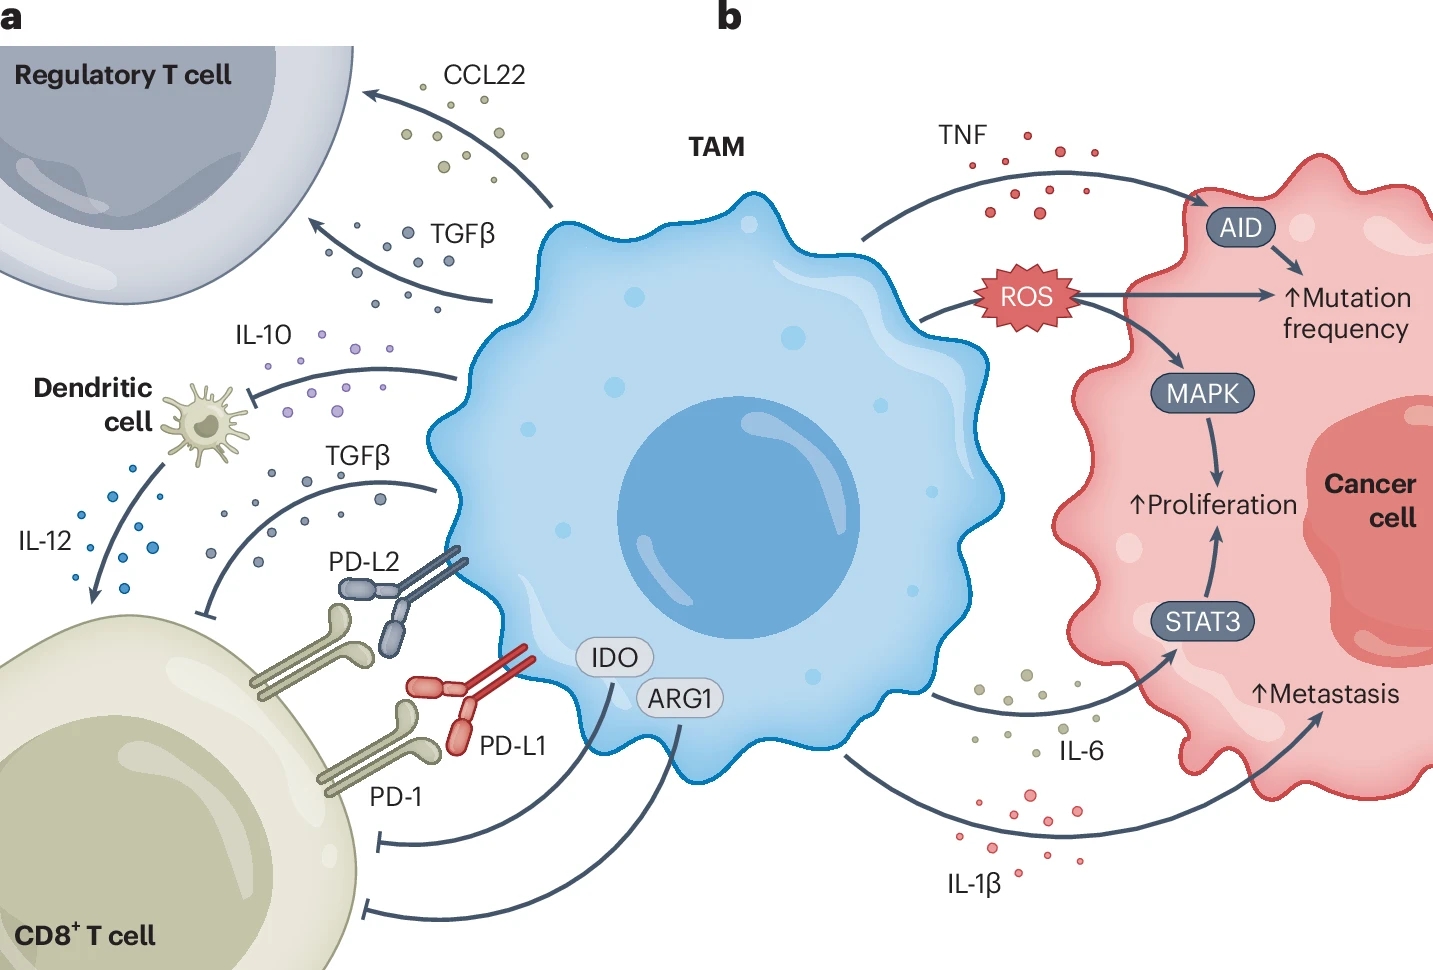 a
b
Regulatory T cell
CCL22
TAM
TNF
TGFβ
AID
ROS
↑Mutation
frequency
IL-10
Dendritic
cell
MAPK
TGFβ
Cancer
cell
↑Proliferation
IL-12
PD-L2
STAT3
IDO
ARG1
↑Metastasis
PD-L1
IL-6
PD-1
IL-1β
CD8⁺ T cell